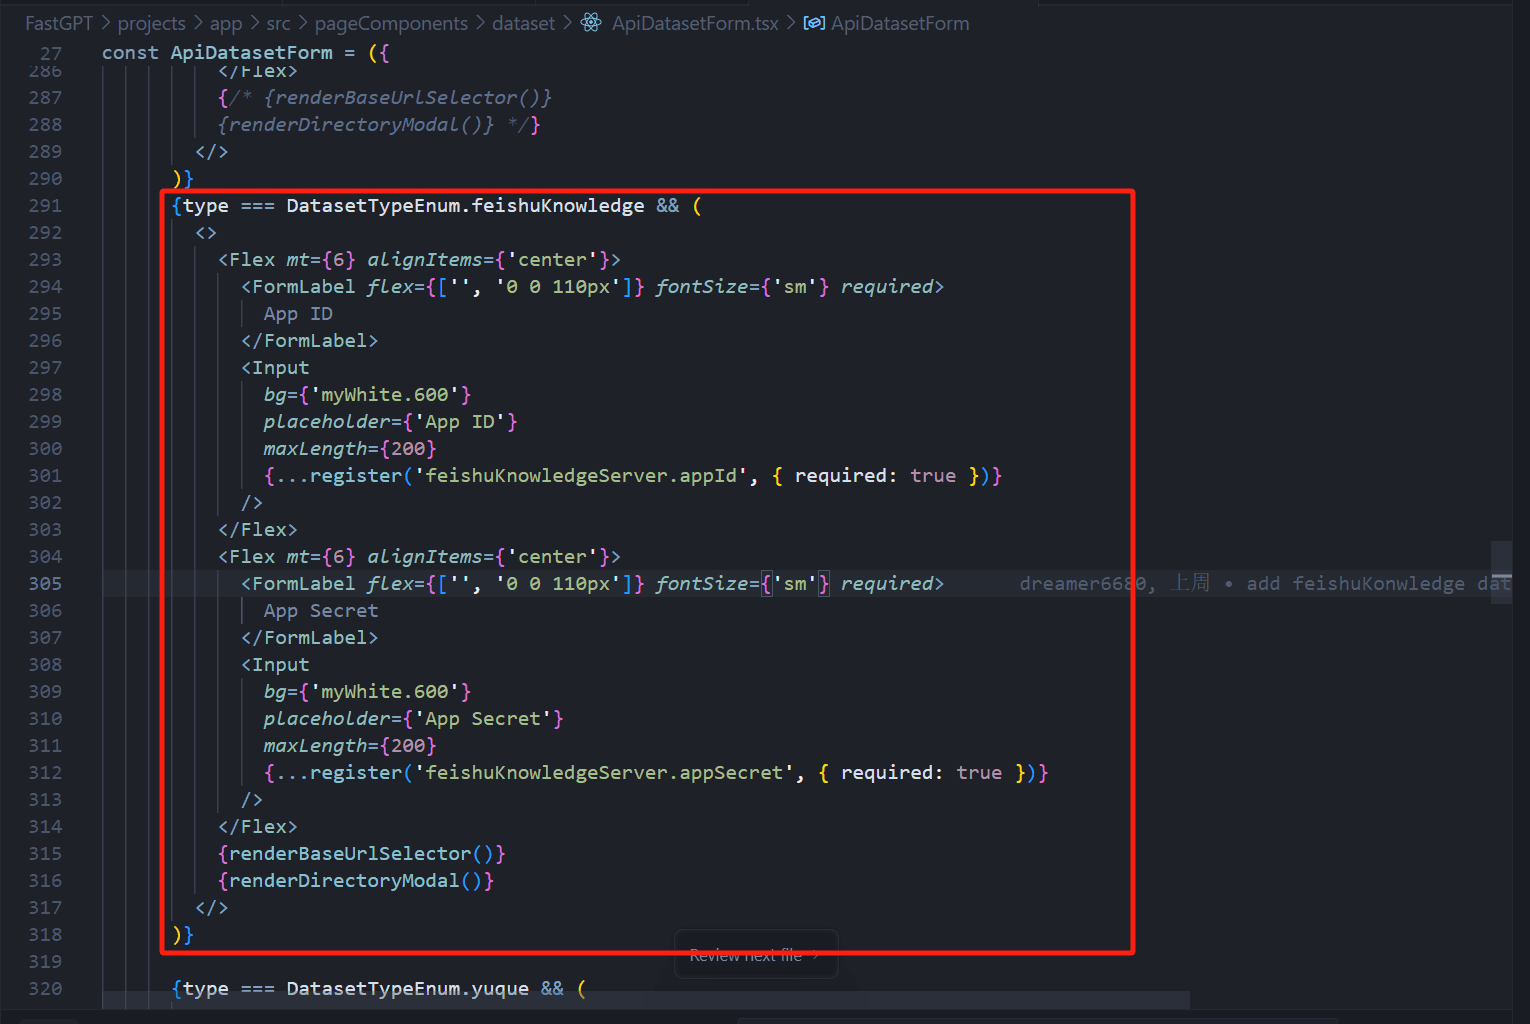 FastGPT > projects > app > src > pageComponents > dataset > ApiDatasetForm.tsx > ApiDatasetForm
27 const ApiDatasetForm = ({
286 </Flex>
287 {/* {renderBaseUrlSelector()}
288 {renderDirectoryModal()} */}
289 </>
290 )}
291 {type === DatasetTypeEnum.feishuKnowledge && (
292 <>
293 <Flex mt={6} alignItems={'center'}>
294 <FormLabel flex={['', '0 0 110px']} fontSize={'sm'} required>
295 App ID
296 </FormLabel>
297 <Input
298 bg={'myWhite.600'}
299 placeholder={'App ID'}
300 maxLength={200}
301 {...register('feishuKnowledgeServer.appId', { required: true })}
302 />
303 </Flex>
304 <Flex mt={6} alignItems={'center'}>
305 <FormLabel flex={['', '0 0 110px']} fontSize={'sm'} required> dreamer6680, 上周 • add feishuKonwledge dat
306 App Secret
307 </FormLabel>
308 <Input
309 bg={'myWhite.600'}
310 placeholder={'App Secret'}
311 maxLength={200}
312 {...register('feishuKnowledgeServer.appSecret', { required: true })}
313 />
314 </Flex>
315 {renderBaseUrlSelector()}
316 {renderDirectoryModal()}
317 </>
318 )}
Review next file >
319
320 {type === DatasetTypeEnum.yuque && (